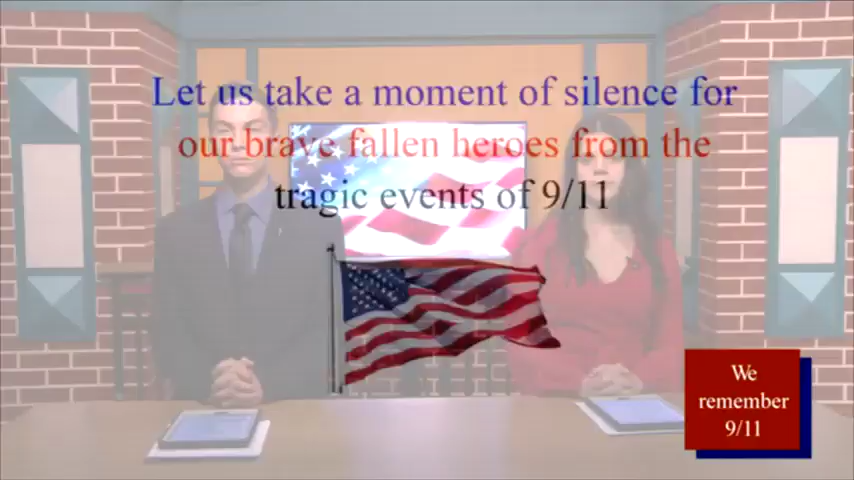 Let us take a moment of silence for
our brave fallen heroes from the
tragic events of 9/11
We
remember
9/11